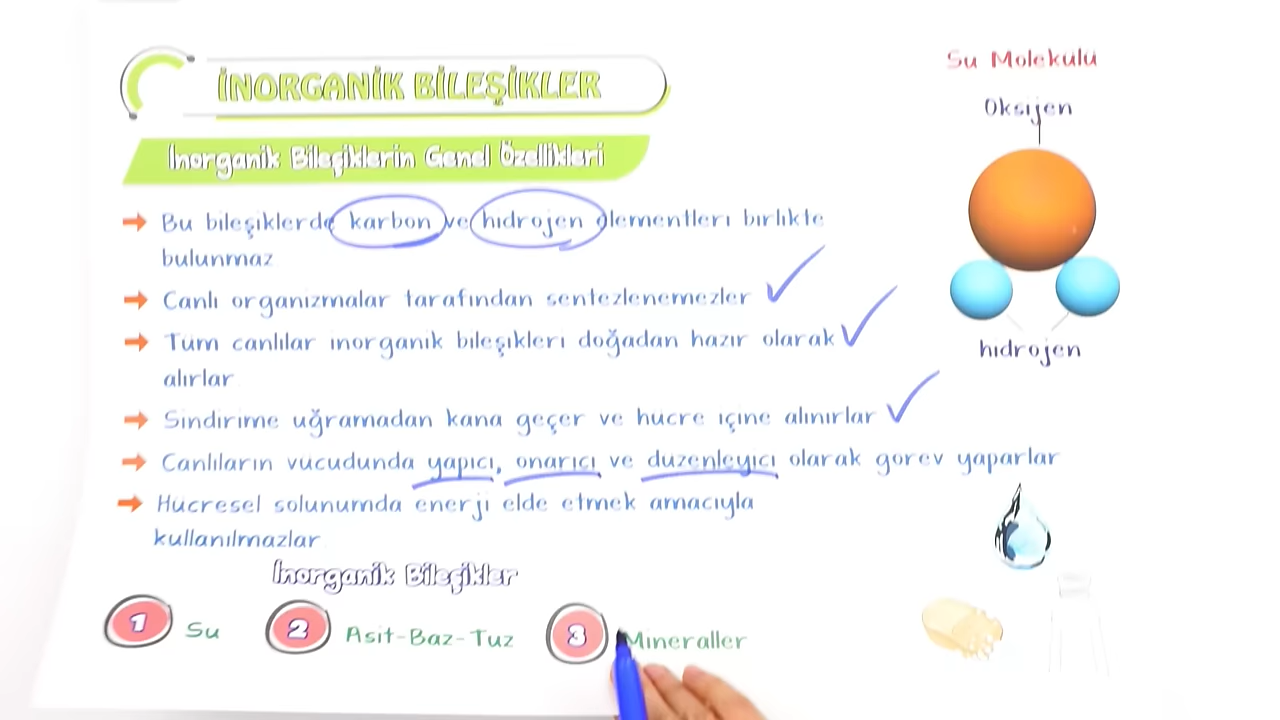 İNORGANİK BİLEŞİKLER
İnorganik Bileşiklerin Genel Özellikleri
Bu bileşiklerde karbon ve hidrojen elementleri birlikte
bulunmaz
Canlı organizmalar tarafından sentezlenemezler
Tüm canlılar inorganik bileşikleri doğadan hazır olarak
alırlar
Sindirime uğramadan kana geçer ve hücre içine alınırlar
Canlıların vücudunda yapıcı, onarıcı ve düzenleyici olarak görev yaparlar
Hücresel solunumda enerji elde etmek amacıyla
kullanılmazlar
İnorganik Bileşikler
1 Su 2 Asit-Baz-Tuz 3 Mineraller
Su Molekülü
Oksijen
hidrojen